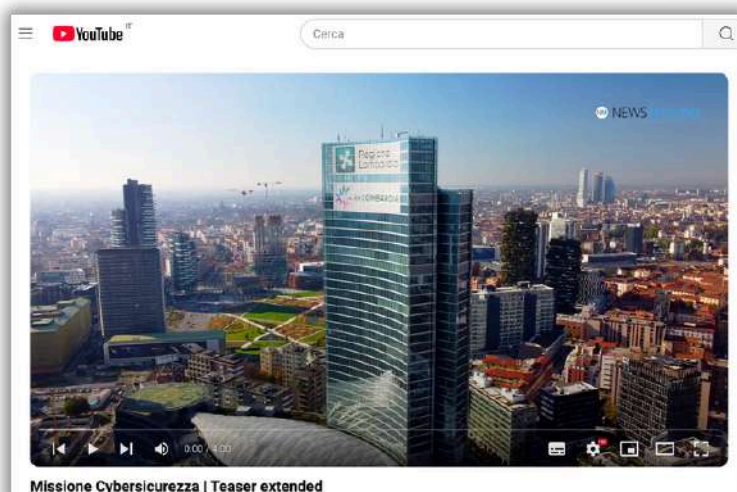 YouTube IT
Cerca
NEWS
Regione
Lombardia
LOMBARDIA
0:00 / 4:00
Missione Cybersicurezza | Teaser extended